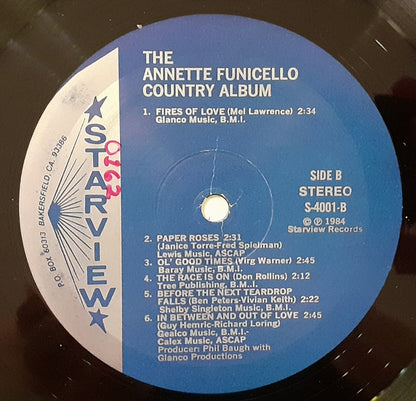 THE
ANNETTE FUNICELLO
COUNTRY ALBUM
1. FIRES OF LOVE (Mel Lawrence) 2:34
Glanco Music, B.M.I.
SIDE B
STEREO
S-4001-B
© ℗ 1984
Starview Records
★STARVIEW★
0162
P.O. BOX 60313 BAKERSFIELD, CA. 93386
2. PAPER ROSES 2:31
(Janice Torre-Fred Spielman)
Lewis Music, ASCAP
3. OL' GOOD TIMES (Virg Warner) 2:45
Baray Music, B.M.I.
4. THE RACE IS ON (Don Rollins) 2:12
Tree Publishing, B.M.I.
5. BEFORE THE NEXT TEARDROP
FALLS (Ben Peters-Vivian Keith) 2:22
Shelby Singleton Music, B.M.I.
6. IN BETWEEN AND OUT OF LOVE 2:45
(Guy Hemric-Richard Loring)
Gealco Music, B.M.I.-
Calex Music, ASCAP
Producer: Phil Baugh with
Glanco Productions